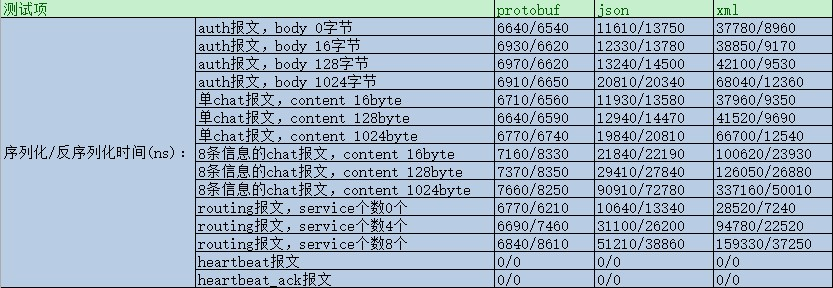 测试项 protobuf json xml
auth报文，body 0字节 6640/6540 11610/13750 37780/8960
auth报文，body 16字节 6930/6620 12330/13780 38850/9170
auth报文，body 128字节 6970/6620 13240/14500 42100/9530
auth报文，body 1024字节 6910/6650 20810/20340 68040/12360
单chat报文，content 16byte 6710/6560 11930/13580 37960/9350
单chat报文，content 128byte 6640/6590 12940/14470 41520/9690
单chat报文，content 1024byte 6770/6740 19840/20810 66700/12540
序列化/反序列化时间(ns)： 8条信息的chat报文，content 16byte 7160/8330 21840/22190 100620/23930
8条信息的chat报文，content 128byte 7370/8350 29410/27840 126050/26880
8条信息的chat报文，content 1024byte 7660/8250 90910/72780 337160/50010
routing报文，service个数0个 6770/6210 10640/13340 28520/7240
routing报文，service个数4个 6690/7460 31100/26200 94780/22520
routing报文，service个数8个 6840/8610 51210/38860 159330/37250
heartbeat报文 0/0 0/0 0/0
heartbeat_ack报文 0/0 0/0 0/0